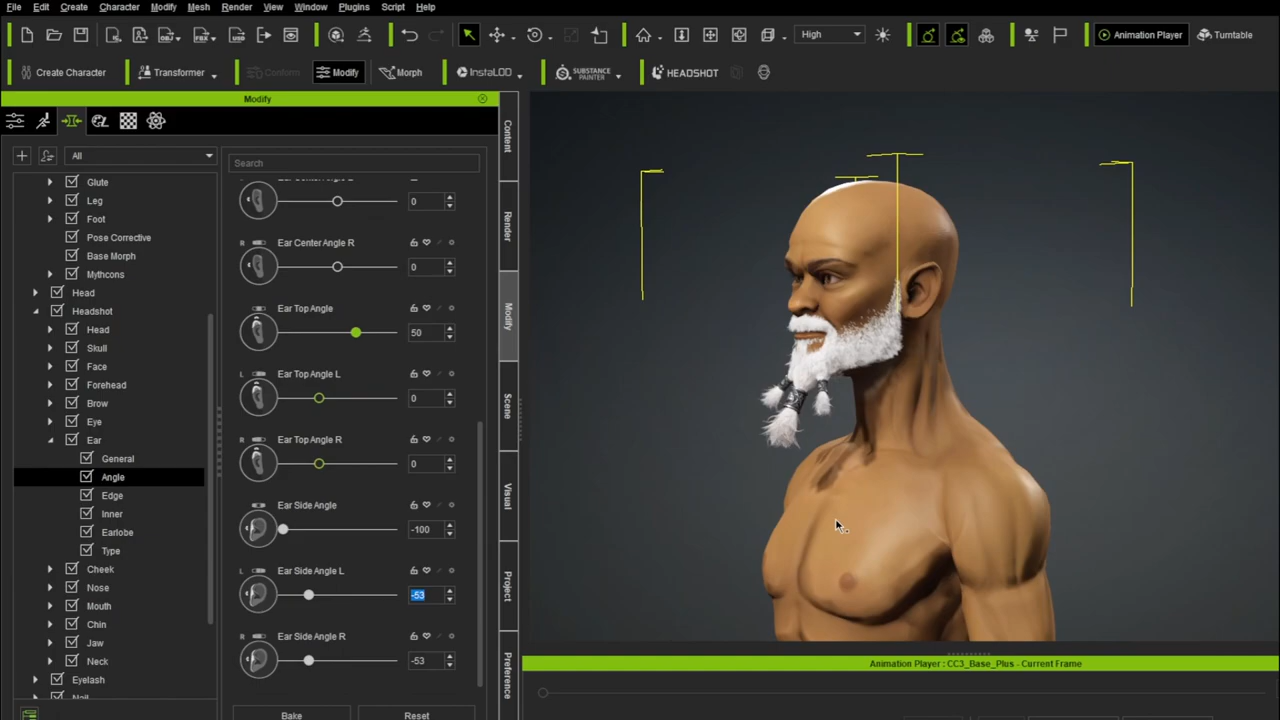 File Edit Create Character Modify Mesh Render View Window Plugins Script Help
High Animation Player Turntable
Create Character Transformer Conform Modify Morph InstaLOD SUBSTANCE PAINTER HEADSHOT
Modify
All
Search
Glute
Leg
Foot
Pose Corrective
Base Morph
Mythcons
Head
Headshot
Head
Skull
Face
Forehead
Brow
Eye
Ear
General
Angle
Edge
Inner
Earlobe
Type
Cheek
Nose
Mouth
Chin
Jaw
Neck
Eyelash
Nail
0
R Ear Center Angle R
0
Ear Top Angle
50
L Ear Top Angle L
0
R Ear Top Angle R
0
Ear Side Angle
-100
L Ear Side Angle L
-53
R Ear Side Angle R
-53
Bake Reset
Content
Render
Modify
Scene
Visual
Project
Preference
Animation Player : CC3_Base_Plus - Current Frame